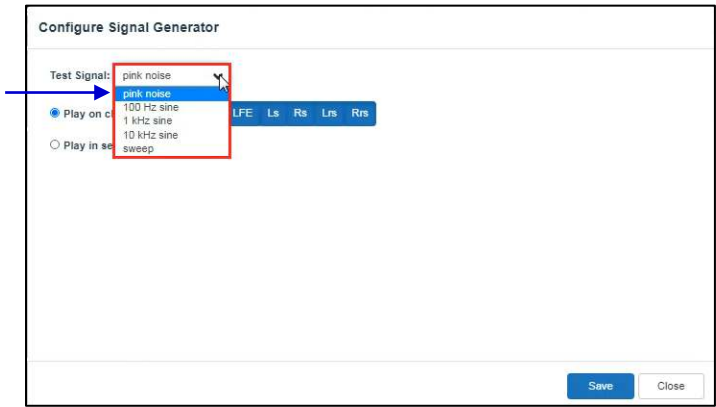 Configure Signal Generator
Test Signal: pink noise
pink noise
100 Hz sine
Play on ch LFE Ls Rs Lrs Rrs
1 kHz sine
10 kHz sine
Play in se
sweep
Save Close